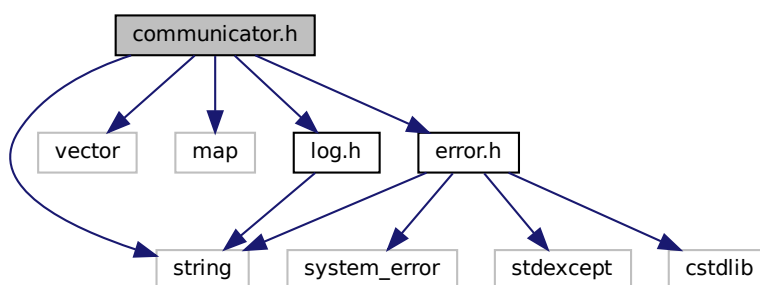 communicator.h
vector
map
log.h
error.h
string
system_error
stdexcept
cstdlib